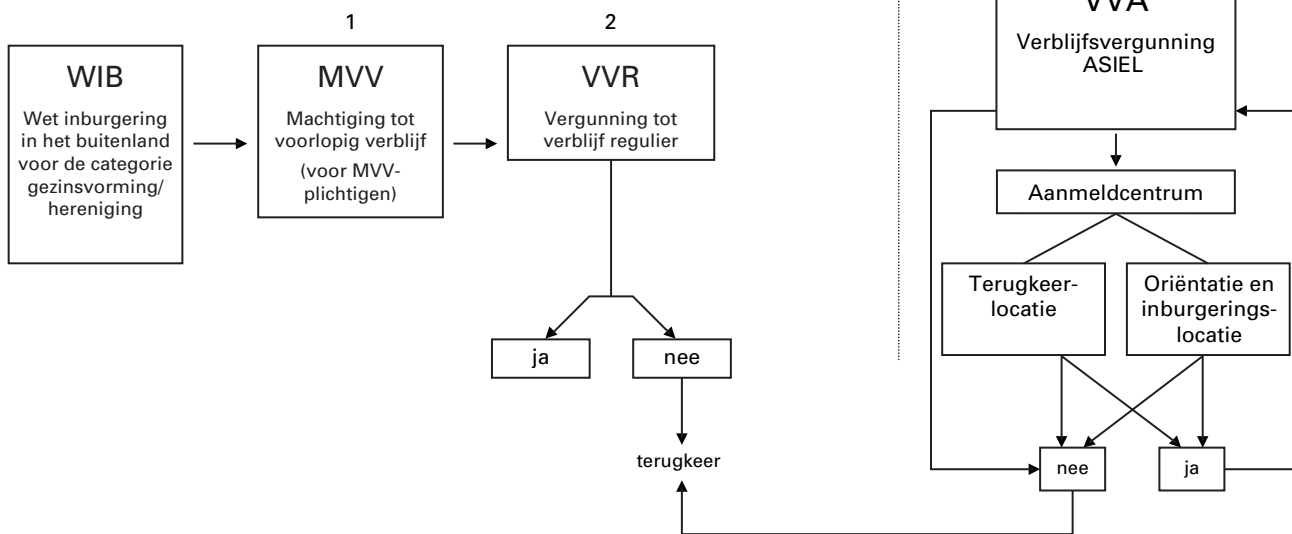 1
2
WIB
Wet inburgering
in het buitenland
voor de categorie
gezinsvorming/
hereniging
MVV
Machtiging tot
voorlopig verblijf
(voor MVV-
plichtigen)
VVR
Vergunning tot
verblijf regulier
ja
nee
terugkeer
VVA
Verblijfsvergunning
ASIEL
Aanmeldcentrum
Terugkeer-
locatie
Oriëntatie en
inburgerings-
locatie
nee
ja